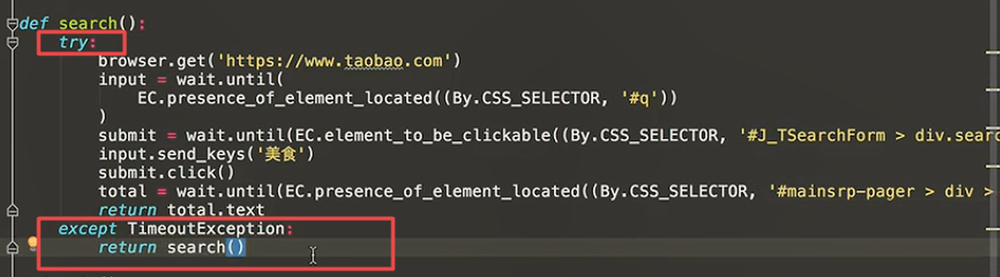 def search():
try:
browser.get('https://www.taobao.com')
input = wait.until(
EC.presence_of_element_located((By.CSS_SELECTOR, '#q'))
)
submit = wait.until(EC.element_to_be_clickable((By.CSS_SELECTOR, '#J_TSearchForm > div.sear
input.send_keys('美食')
submit.click()
total = wait.until(EC.presence_of_element_located((By.CSS_SELECTOR, '#mainsrp-pager > div >
return total.text
except TimeoutException:
return search()